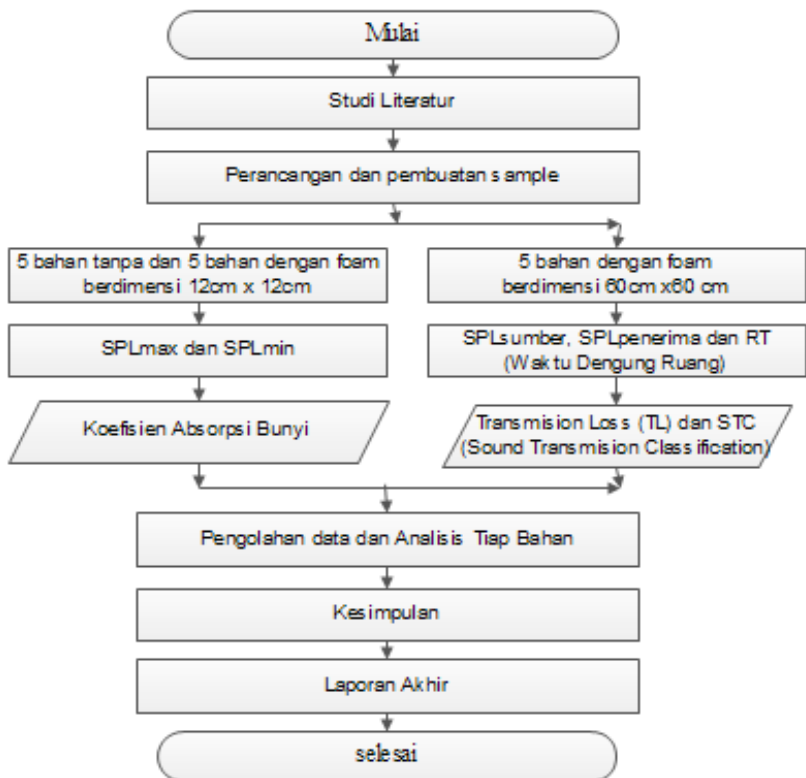 Mulai
Studi Literatur
Perancangan dan pembuatan sample
5 bahan tanpa dan 5 bahan dengan foam
berdimensi 12cm x 12cm
5 bahan dengan foam
berdimensi 60cm x60 cm
SPLmax dan SPLmin
SPLsumber, SPLpenerima dan RT
(Waktu Dengung Ruang)
Koefisien Absorpsi Bunyi
Transmision Loss (TL) dan STC
(Sound Transmision Classification)
Pengolahan data dan Analisis Tiap Bahan
Kesimpulan
Laporan Akhir
selesai